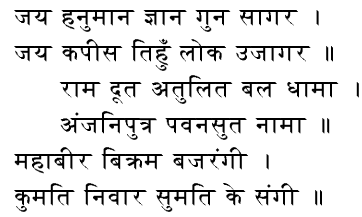 जय हनुमान ज्ञान गुन सागर ।
जय कपीस तिहुँ लोक उजागर ॥
राम दूत अतुलित बल धामा ।
अंजनिपुत्र पवनसुत नामा ॥
महाबीर बिक्रम बजरंगी ।
कुमति निवार सुमति के संगी ॥